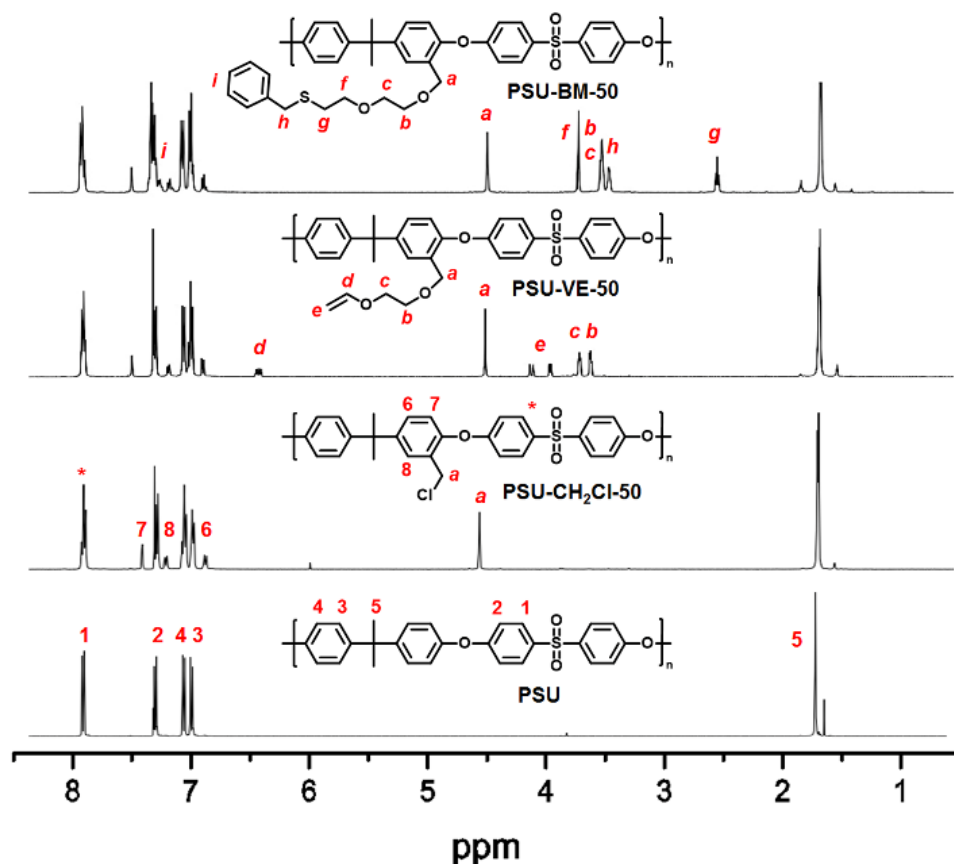 O
O
S
O
O
n
a
i
S
f
O
c
O
a
h
g
b
PSU-BM-50
i
a
f
b
c
h
g
O
O
S
O
O
n
e
d
O
c
b
O
a
PSU-VE-50
d
a
e
c
b
6 7
*
O
O
S
O
O
n
8
Cl
a
PSU-CH₂Cl-50
*
7
8
6
a
4 3 5 2 1
O
O
S
O
O
n
PSU
1 2 4 3 5
8 7 6 5 4 3 2 1
ppm